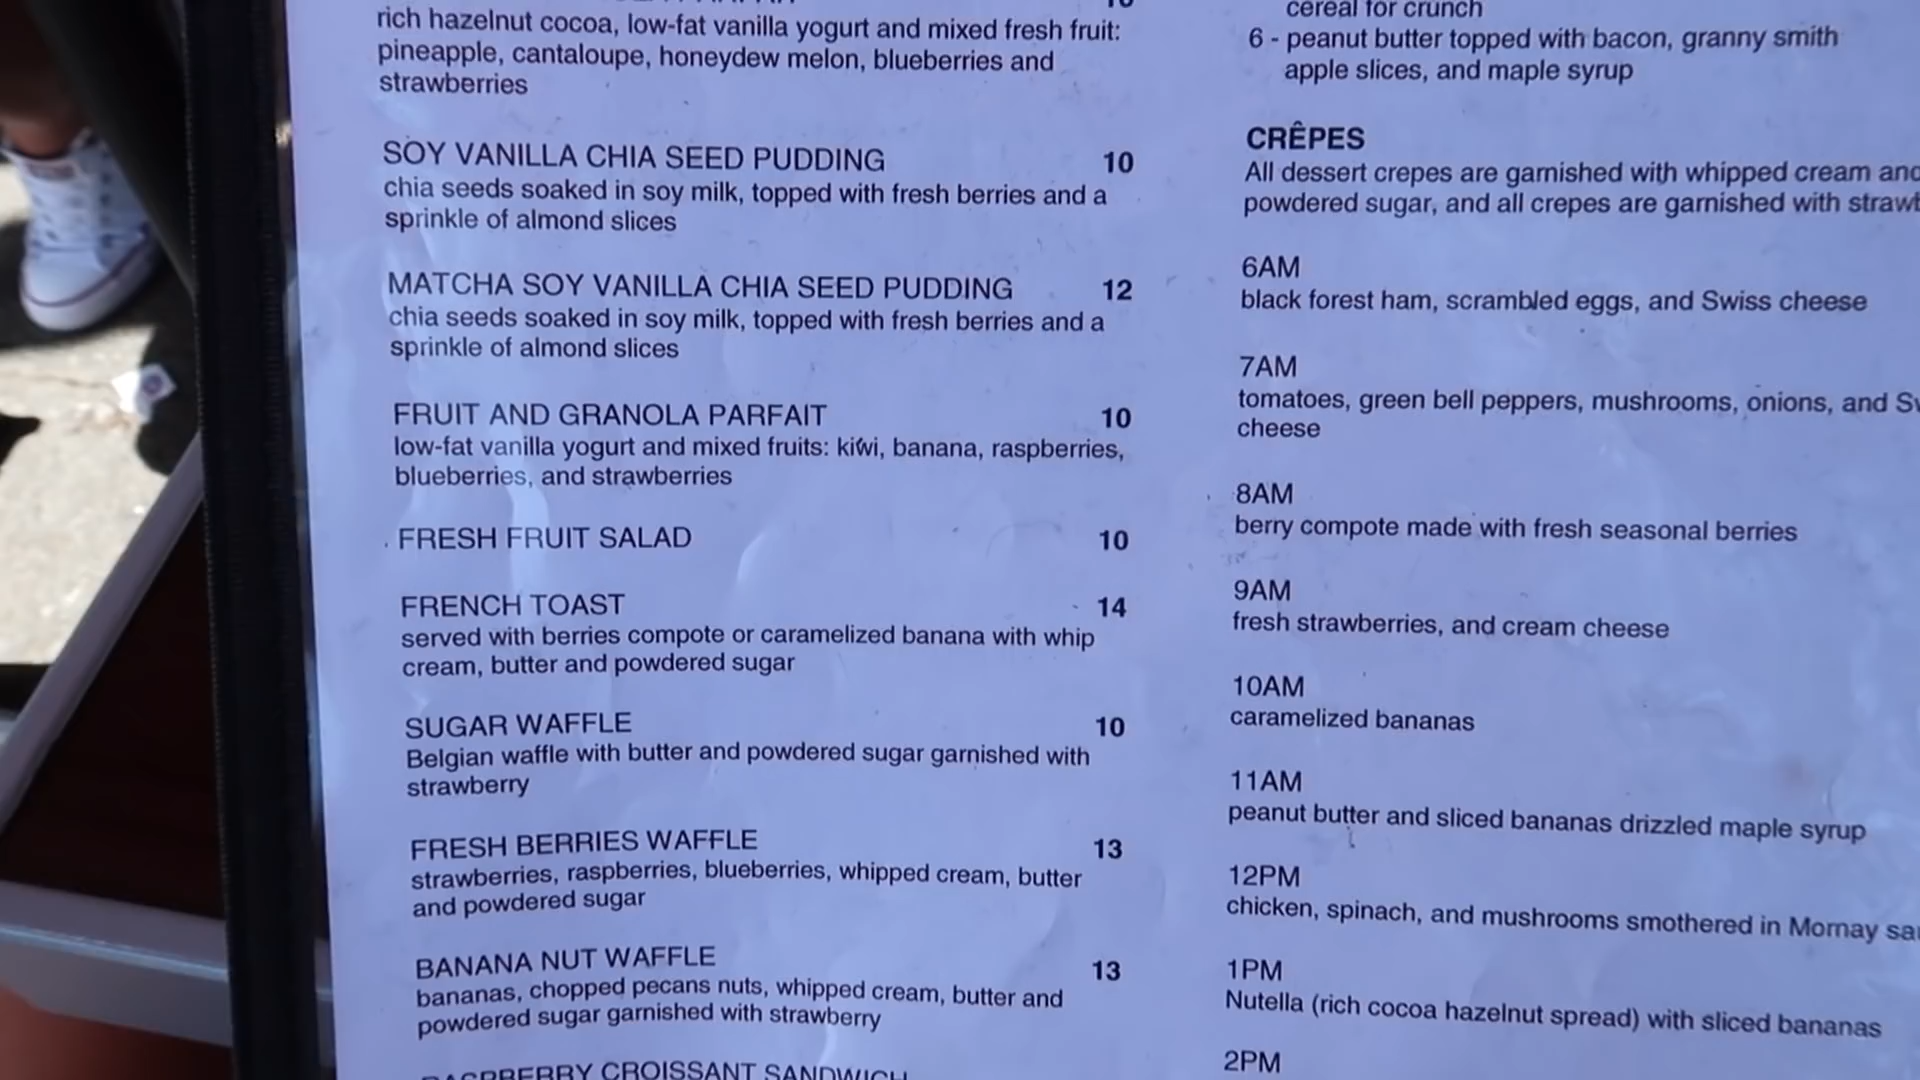 rich hazelnut cocoa, low-fat vanilla yogurt and mixed fresh fruit:
pineapple, cantaloupe, honeydew melon, blueberries and
strawberries
SOY VANILLA CHIA SEED PUDDING 10
chia seeds soaked in soy milk, topped with fresh berries and a
sprinkle of almond slices
MATCHA SOY VANILLA CHIA SEED PUDDING 12
chia seeds soaked in soy milk, topped with fresh berries and a
sprinkle of almond slices
FRUIT AND GRANOLA PARFAIT 10
low-fat vanilla yogurt and mixed fruits: kiwi, banana, raspberries,
blueberries, and strawberries
FRESH FRUIT SALAD 10
FRENCH TOAST 14
served with berries compote or caramelized banana with whip
cream, butter and powdered sugar
SUGAR WAFFLE 10
Belgian waffle with butter and powdered sugar garnished with
strawberry
FRESH BERRIES WAFFLE 13
strawberries, raspberries, blueberries, whipped cream, butter
and powdered sugar
BANANA NUT WAFFLE 13
bananas, chopped pecans nuts, whipped cream, butter and
powdered sugar garnished with strawberry
CROISSANT SANDWICH
cereal for crunch
6 - peanut butter topped with bacon, granny smith
apple slices, and maple syrup
CRÊPES
All dessert crepes are garnished with whipped cream and
powdered sugar, and all crepes are garnished with
6AM
black forest ham, scrambled eggs, and Swiss cheese
7AM
tomatoes, green bell peppers, mushrooms, onions, and
cheese
8AM
berry compote made with fresh seasonal berries
9AM
fresh strawberries, and cream cheese
10AM
caramelized bananas
11AM
peanut butter and sliced bananas drizzled maple syrup
12PM
chicken, spinach, and mushrooms smothered in Mornay
1PM
Nutella (rich cocoa hazelnut spread) with sliced bananas
2PM